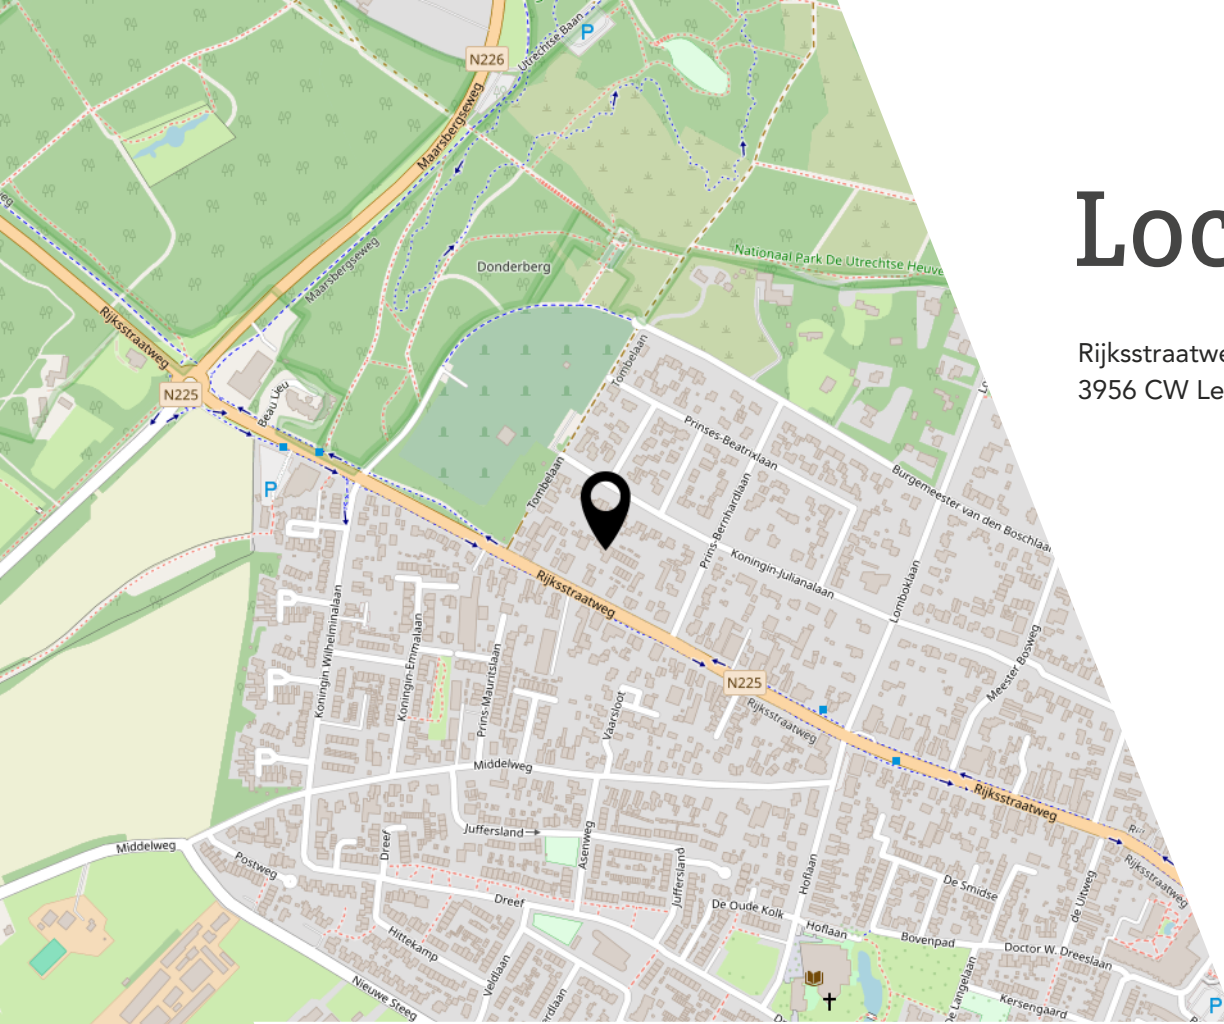 N226
Utrechtse Baan
P
Maarsbergseweg
Maarsbergseweg
Donderberg
Nationaal Park De Utrechtse Heuve
Loc
Rijksstraatwe
3956 CW Le
Rijksstraatweg
N225
Beau Lieu
Tombelaan
Prinses-Beatrixlaan
Tombelaan
P
Burgemeester van den Boschlaan
Prins-Bernhardlaan
Koningin-Julianalaan
Lomboklaan
Rijksstraatweg
Koningin Wilhelminalaan
Koningin-Emmalaan
Prins-Mauritslaan
Vaarsloot
N225
Rijksstraatweg
Meester Bosweg
Middelweg
Rijksstraatweg
Juffersland
Asenweg
Dreef
Middelweg
Postweg
Juffersland
Hoflaan
De Smidse
de Uitweg
Rijksstraatweg
Dreef
De Oude Kolk
Hoflaan
Bovenpad
Doctor W. Dreeslaan
Hittekamp
Veldlaan
Nieuwe Steeg
De Langelaan
Kersengaard
P